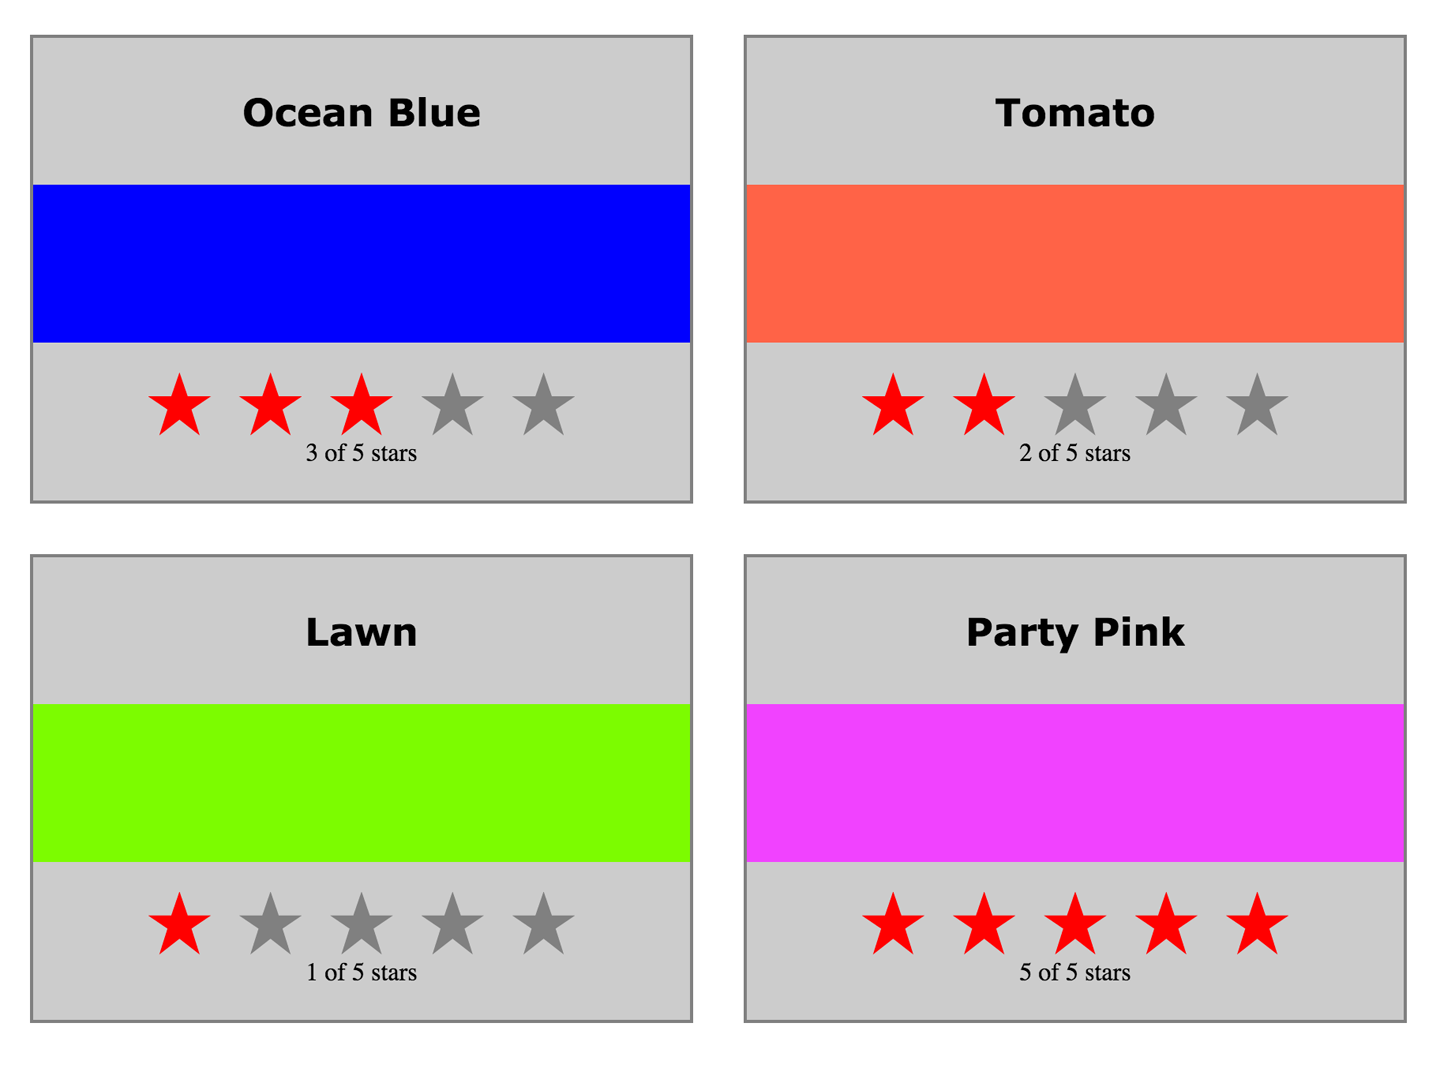 Ocean Blue
3 of 5 stars
Tomato
2 of 5 stars
Lawn
1 of 5 stars
Party Pink
5 of 5 stars